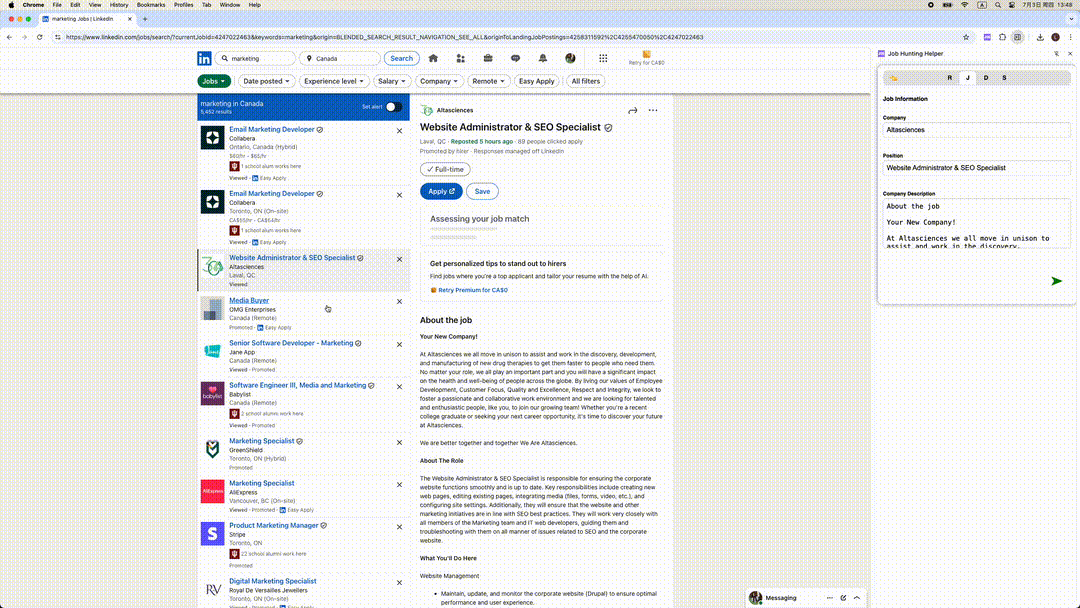 Chrome File Edit View History Bookmarks Profiles Tab Window Help
A 7月3日 周四 13:48
marketing Jobs | LinkedIn
https://www.linkedin.com/jobs/search/?currentJobId=4247022463&keywords=marketing&origin=BLENDED_SEARCH_RESULT_NAVIGATION_SEE_ALL&originToLandingJobPostings=4258311592%2C4255470050%2C4247022463
in marketing Canada Search
Retry for CA$0
Jobs Date posted Experience level Salary Company Remote Easy Apply All filters
marketing in Canada
Set alert
5,452 results
Email Marketing Developer
Collabera
Ontario, Canada (Hybrid)
$60/hr - $65/hr
1 school alum works here
Viewed · in Easy Apply
Email Marketing Developer
Collabera
Toronto, ON (On-site)
CA$55/hr - CA$64/hr
1 school alum works here
Viewed · in Easy Apply
Website Administrator & SEO Specialist
Altasciences
Laval, QC
Viewed
Media Buyer
OMG Enterprises
Canada (Remote)
Promoted · in Easy Apply
Senior Software Developer - Marketing
Jane App
Canada (Remote)
Viewed · Promoted
Software Engineer III, Media and Marketing
babylist
Babylist
Canada (Remote)
2 school alumni work here
Viewed · Promoted
Marketing Specialist
GreenShield
Toronto, ON (Hybrid)
Promoted
Marketing Specialist
AliExpress
AliExpress
Vancouver, BC (On-site)
Viewed · Promoted · in Easy Apply
Product Marketing Manager
S
Stripe
Toronto, ON
22 school alumni work here
Promoted
Digital Marketing Specialist
RV
Royal De Versailles Jewellers
Toronto, ON (On-site)
Viewed · Promoted · in Easy Apply
Altasciences
Website Administrator & SEO Specialist
Laval, QC · Reposted 5 hours ago · 89 people clicked apply
Promoted by hirer · Responses managed off LinkedIn
Full-time
Apply Save
Assessing your job match
Get personalized tips to stand out to hirers
Find jobs where you're a top applicant and tailor your resume with the help of AI.
Retry Premium for CA$0
About the job
Your New Company!
At Altasciences we all move in unison to assist and work in the discovery, development,
and manufacturing of new drug therapies to get them faster to people who need them.
No matter your role, we all play an important part and you will have a significant impact
on the health and well-being of people across the globe. By living our values of Employee
Development, Customer Focus, Quality and Excellence, Respect and Integrity, we look to
foster a passionate and collaborative work environment and we are looking for talented
and enthusiastic people, like you, to join our growing team! Whether you're a recent
college graduate or seeking your next career opportunity, it's time to discover your future
at Altasciences.
We are better together and together We Are Altasciences.
About The Role
The Website Administrator & SEO Specialist is responsible for ensuring the corporate
website functions smoothly and is up to date. Key responsibilities include creating new
web pages, editing existing pages, integrating media (files, forms, video, etc.), and
configuring site settings. Additionally, they will ensure that the website and other
marketing initiatives are in line with SEO best practices. They will work very closely with
all members of the Marketing team and IT web developers, guiding them and
troubleshooting with them on all manner of issues related to SEO and the corporate
website.
What You'll Do Here
Website Management
• Maintain, update, and monitor the corporate website (Drupal) to ensure optimal
performance and user experience.
Messaging
Job Hunting Helper
R J D S
Job Information
Company
Altasciences
Position
Website Administrator & SEO Specialist
Company Description
About the job
Your New Company!
At Altasciences we all move in unison to
assist and work in the discovery,